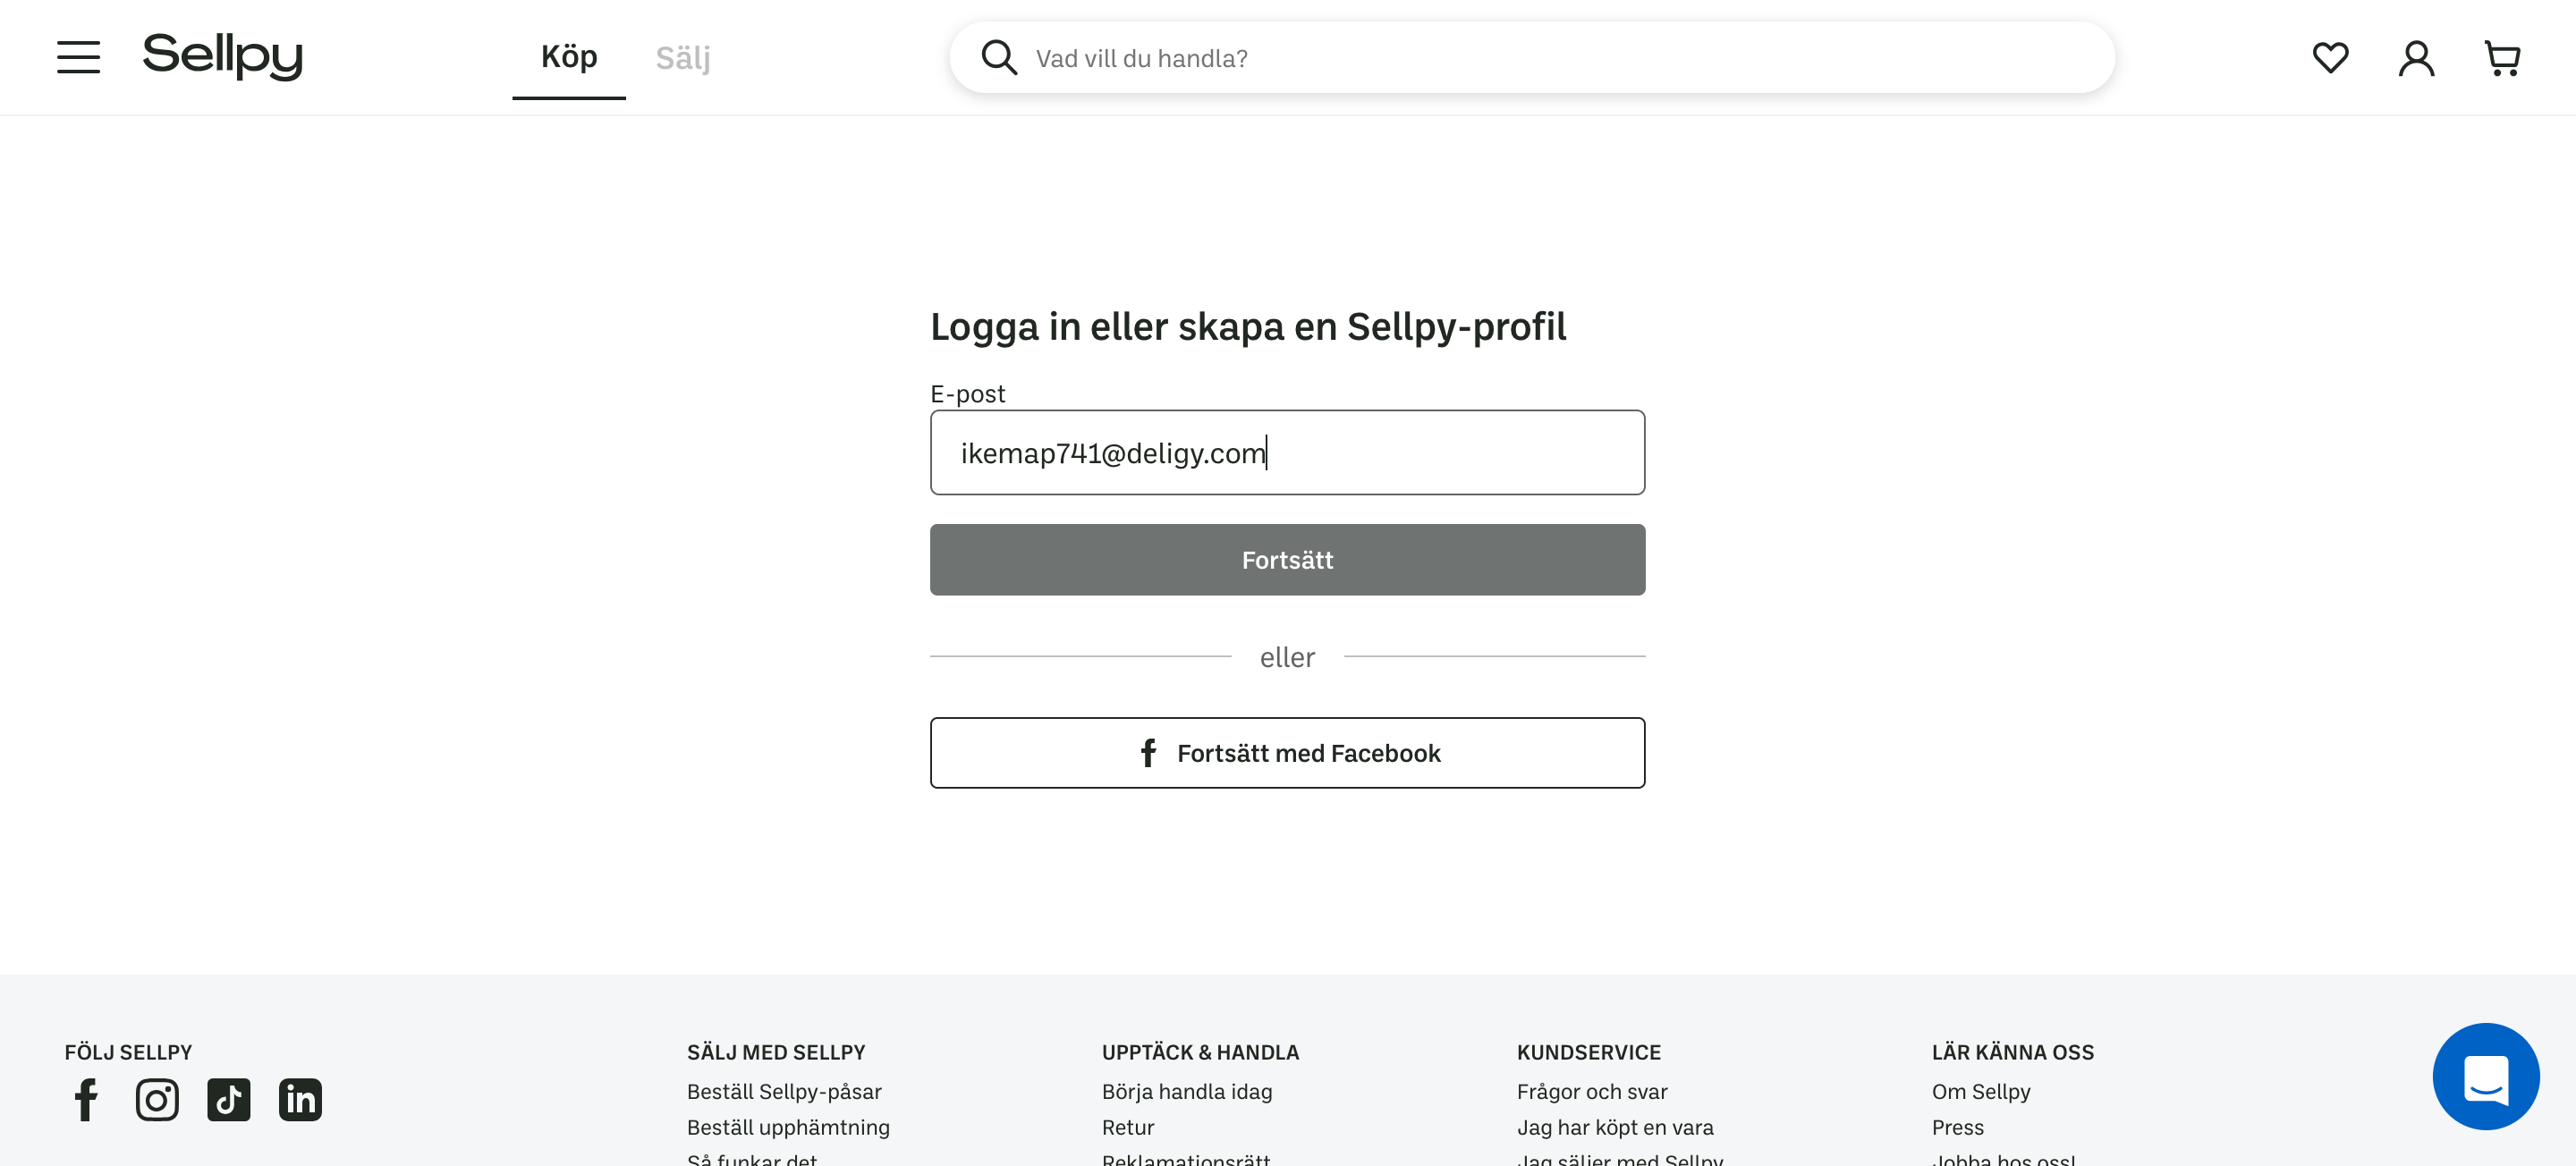 Sellpy
Köp
Sälj
Vad vill du handla?
Logga in eller skapa en Sellpy-profil
E-post
ikemap741@deligy.com
Fortsätt
eller
Fortsätt med Facebook
FÖLJ SELLPY
SÄLJ MED SELLPY
Beställ Sellpy-påsar
Beställ upphämtning
Så funkar det
UPPTÄCK & HANDLA
Börja handla idag
Retur
Reklamationsrätt
KUNDSERVICE
Frågor och svar
Jag har köpt en vara
Jag säljer med Sellpy
LÄR KÄNNA OSS
Om Sellpy
Press
Jobba hos oss!